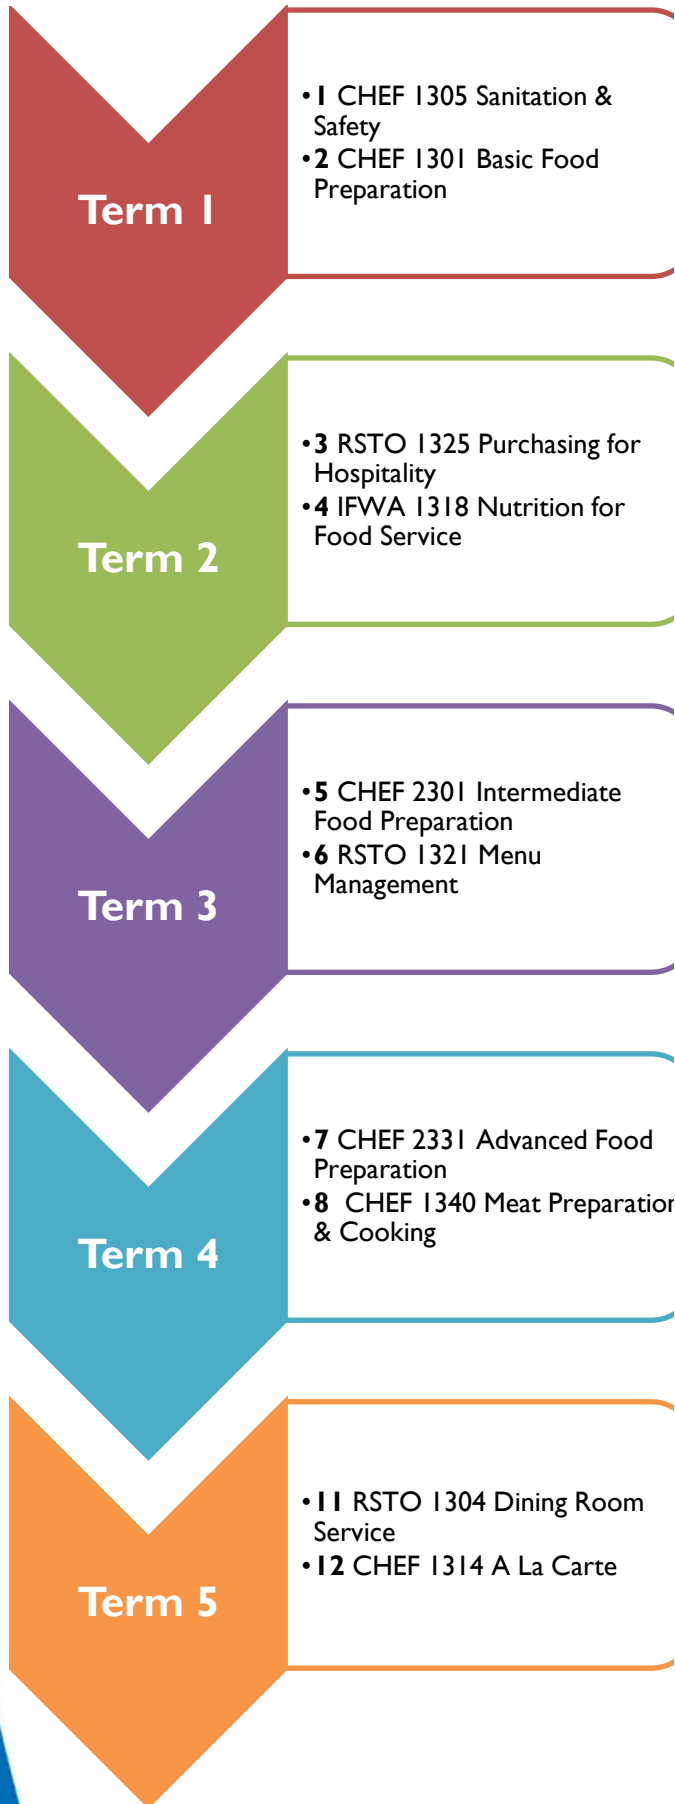 Term 1
•1 CHEF 1305 Sanitation &
Safety
•2 CHEF 1301 Basic Food
Preparation
Term 2
•3 RSTO 1325 Purchasing for
Hospitality
•4 IFWA 1318 Nutrition for
Food Service
Term 3
•5 CHEF 2301 Intermediate
Food Preparation
•6 RSTO 1321 Menu
Management
Term 4
•7 CHEF 2331 Advanced Food
Preparation
•8 CHEF 1340 Meat Preparation
& Cooking
Term 5
•11 RSTO 1304 Dining Room
Service
•12 CHEF 1314 A La Carte